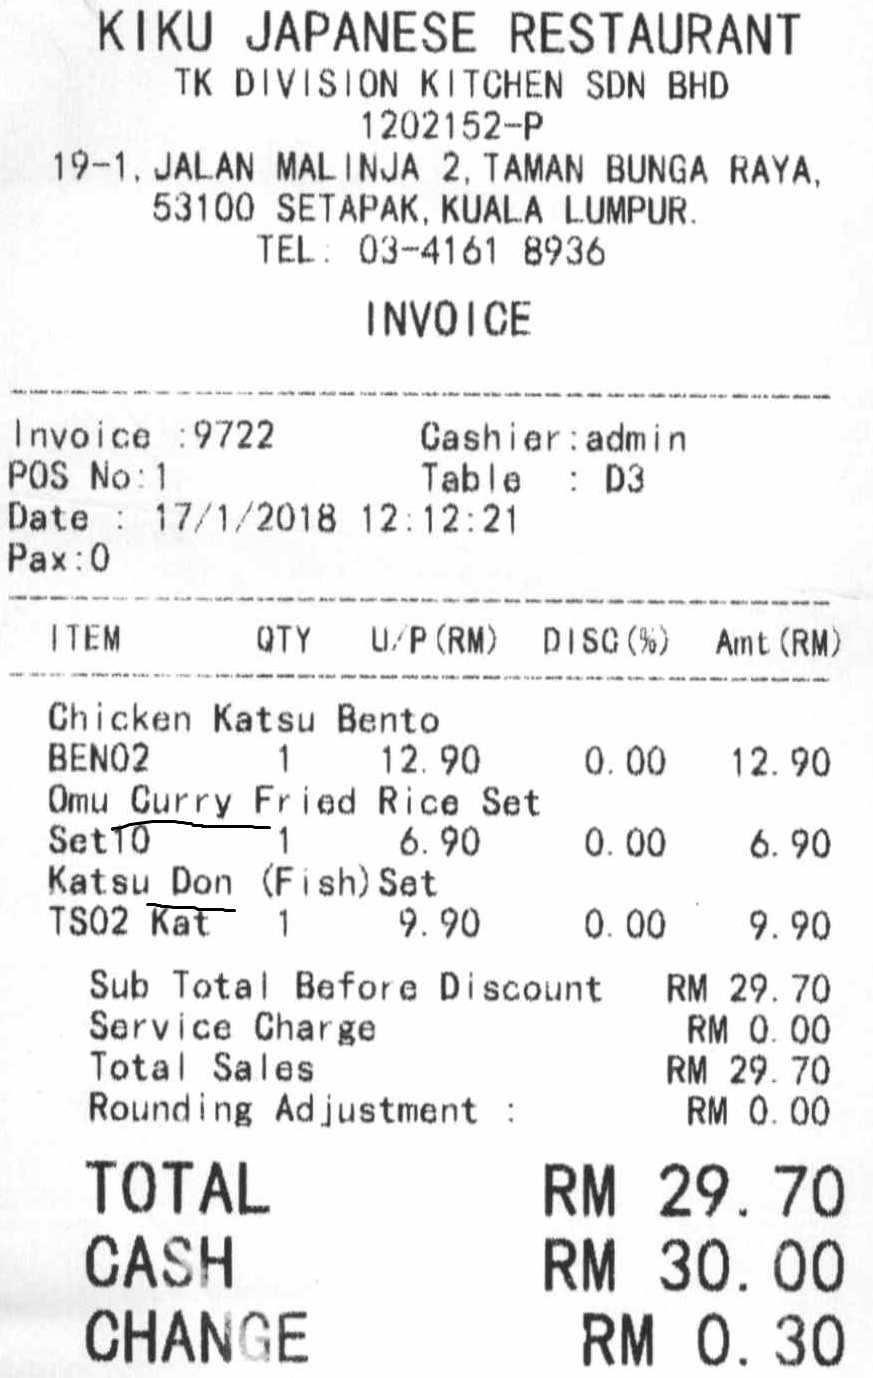 KIKU JAPANESE RESTAURANT
TK DIVISION KITCHEN SDN BHD
1202152-P
19-1, JALAN MALINJA 2, TAMAN BUNGA RAYA,
53100 SETAPAK, KUALA LUMPUR.
TEL: 03-4161 8936
INVOICE
Invoice :9722 Cashier:admin
POS No:1 Table : D3
Date : 17/1/2018 12:12:21
Pax:0
ITEM QTY U/P(RM) DISC(%) Amt(RM)
Chicken Katsu Bento
BEN02 1 12.90 0.00 12.90
Omu Curry Fried Rice Set
Set10 1 6.90 0.00 6.90
Katsu Don (Fish)Set
TS02 Kat 1 9.90 0.00 9.90
Sub Total Before Discount RM 29.70
Service Charge RM 0.00
Total Sales RM 29.70
Rounding Adjustment : RM 0.00
TOTAL RM 29.70
CASH RM 30.00
CHANGE RM 0.30